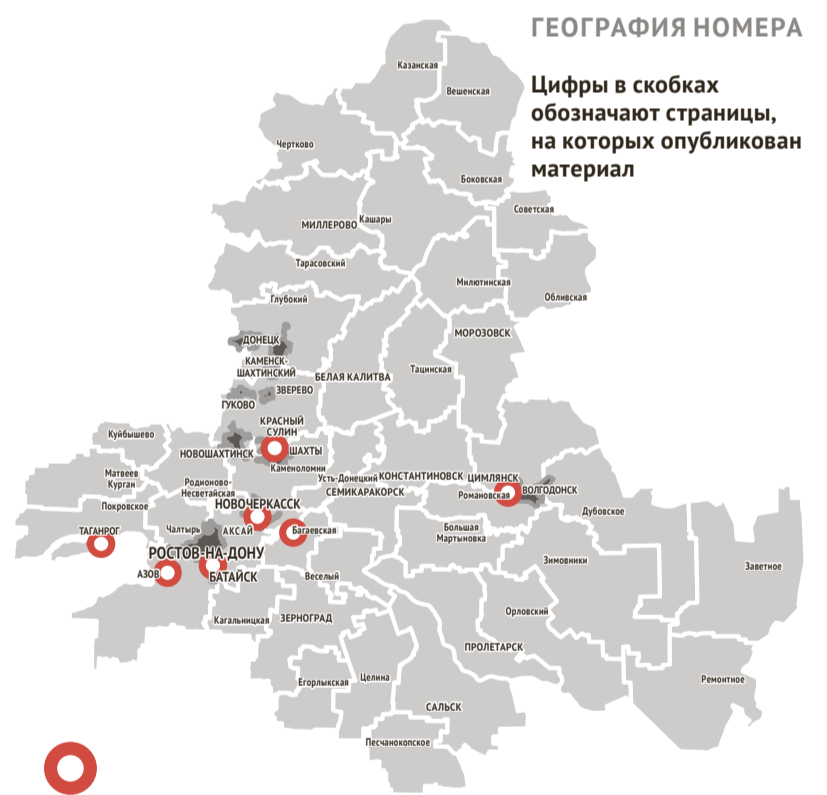 ГЕОГРАФИЯ НОМЕРА
Цифры в скобках
обозначают страницы,
на которых опубликован
материал
Казанская
Вешенская
Чертково
Боковская
Советская
МИЛЛЕРОВО
Кашары
Тарасовский
Милютинская
Обливская
Глубокий
МОРОЗОВСК
ДОНЕЦК
КАМЕНСК-
ШАХТИНСКИЙ
БЕЛАЯ КАЛИТВА
Тацинская
ЗВЕРЕВО
ГУКОВО
КРАСНЫЙ
СУЛИН
Куйбышево
НОВОШАХТИНСК
ШАХТЫ
Каменоломни
Матвеев
Курган
Родионово-
Несветайская
Усть-Донецкий
КОНСТАНТИНОВСК
ЦИМЛЯНСК
СЕМИКАРАКОРСК
Романовская
ВОЛГОДОНСК
Покровское
НОВОЧЕРКАССК
Дубовское
ТАГАНРОГ
Чалтырь
АКСАЙ
Багаевская
Большая
Мартыновка
РОСТОВ-НА-ДОНУ
Зимовники
Заветное
АЗОВ
БАТАЙСК
Веселый
Кагальницкая
ЗЕРНОГРАД
Орловский
ПРОЛЕТАРСК
Егорлыкская
Целина
Ремонтное
САЛЬСК
Песчанокопское